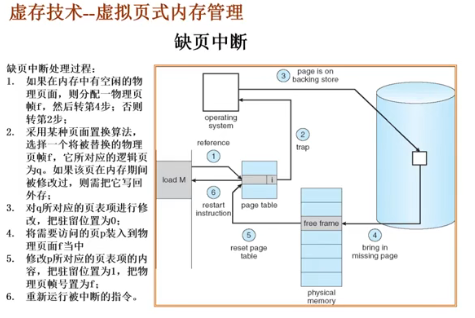 虚存技术--虚拟页式内存管理
缺页中断
缺页中断处理过程：
1. 如果在内存中有空闲的物
理页面，则分配一物理页
帧f，然后转第4步；否则
转第2步；
2. 采用某种页面置换算法，
选择一个将被替换的物理
页帧f，它所对应的逻辑页
为q。如果该页在内存期间
被修改过，则需把它写回
外存；
3. 对q所对应的页表项进行修
改，把驻留位置为0；
4. 将需要访问的页p装入到物
理页面f当中
5. 修改p所对应的页表项的内
容，把驻留位置为1，把物
理页帧号置为f；
6. 重新运行被中断的指令。
3
page is on
backing store
operating
system
2
trap
reference
1
load M
i
6
restart
instruction
page table
free frame
5
reset page
table
4
bring in
missing page
physical
memory